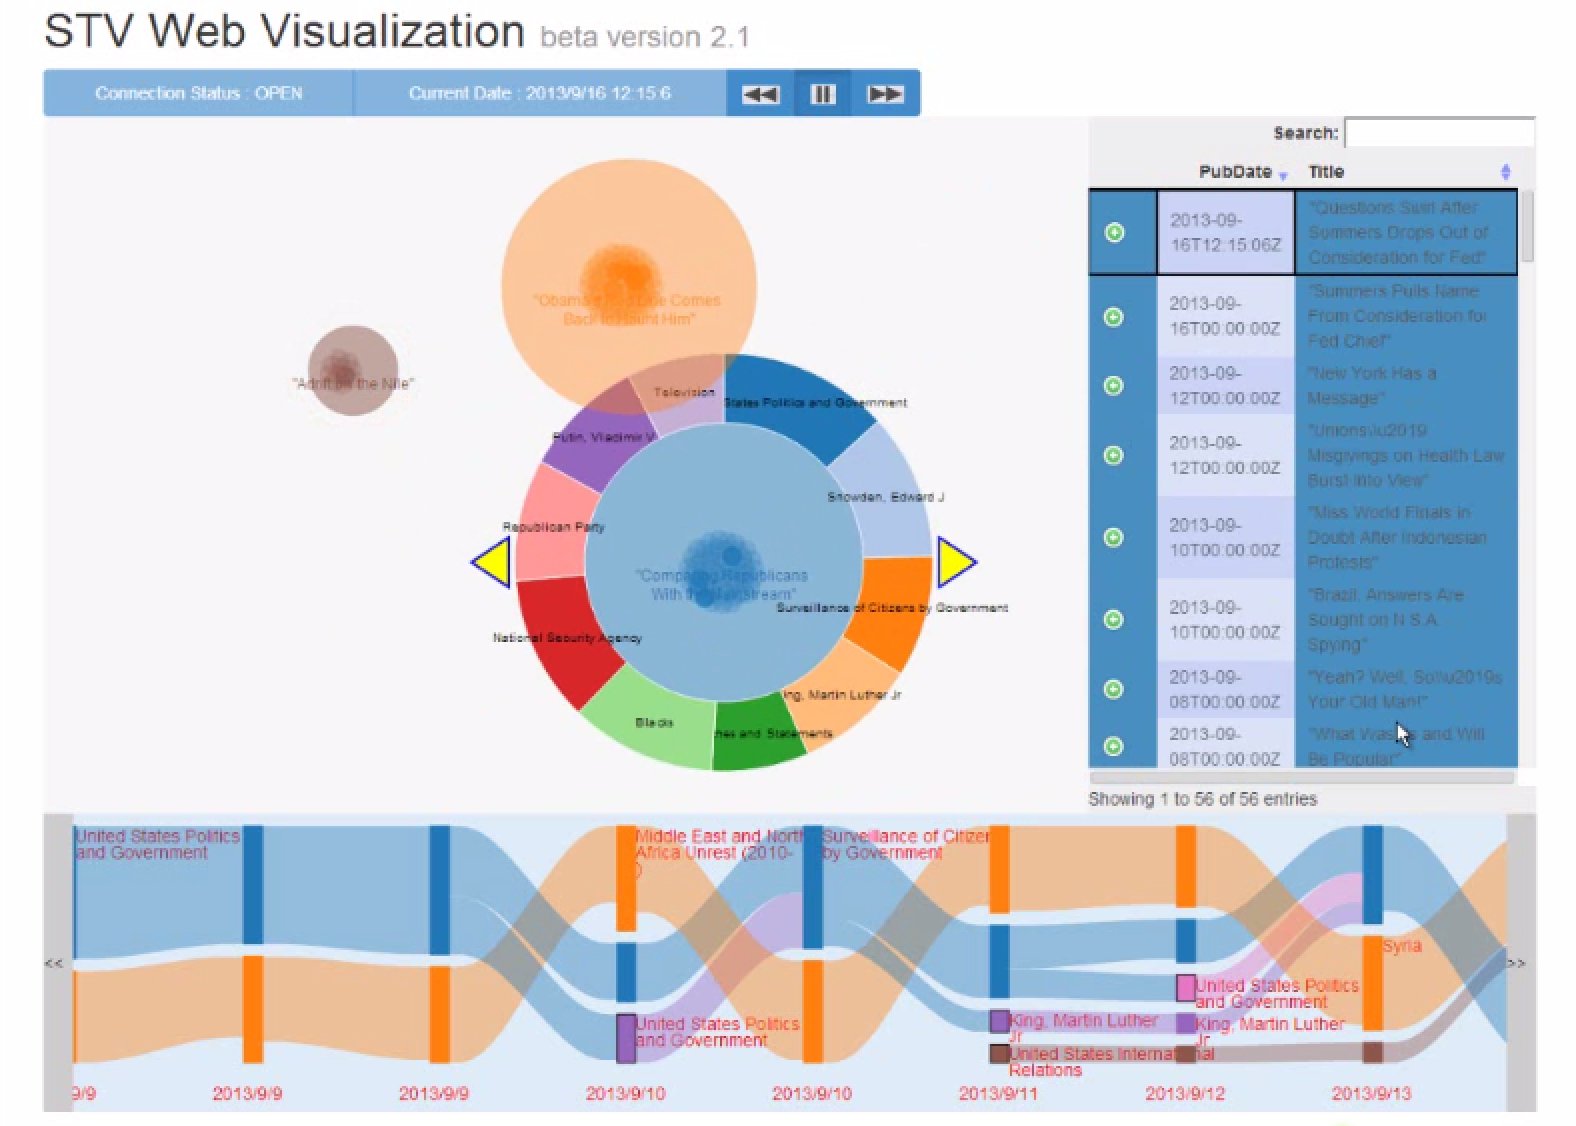 STV Web Visualization beta version 2.1
Connection Status : OPEN
Current Date : 2013/9/16 12:15:6
Search:
PubDate
Title
2013-09-
16T12:15:06Z
"Questions Swirl After
Summers Drops Out of
Consideration for Fed"
2013-09-
16T00:00:00Z
"Summers Pulls Name
From Consideration for
Fed Chief"
2013-09-
12T00:00:00Z
"New York Has a
Message"
2013-09-
12T00:00:00Z
"Unions\\u2019
Misgivings on Health Law
Burst Into View"
2013-09-
10T00:00:00Z
"Miss World Finals in
Doubt After Indonesian
Protests"
2013-09-
10T00:00:00Z
"Brazil: Answers Are
Sought on N S A
Spying"
2013-09-
08T00:00:00Z
"Yeah? Well, So\\u2019s
Your Old Man!"
2013-09-
08T00:00:00Z
"What Was and Will
Be Popular"
Showing 1 to 56 of 56 entries
"Obama Line Comes
Back to Haunt Him"
"Adrift on the Nile"
Television
States Politics and Government
Putin, Vladimir V
Snowden, Edward J
Republican Party
"Comparing Republicans
With the Mainstream"
Surveillance of Citizens by Government
National Security Agency
ing, Martin Luther Jr
Blacks
hes and Statements
United States Politics
and Government
Middle East and North
Africa Unrest (2010-
)
Surveillance of Citizen
by Government
<<
Syria
>>
United States Politics
and Government
United States Politics
and Government
King, Martin Luther
Jr
King, Martin Luther
Jr
United States International
Relations
9/9
2013/9/9
2013/9/9
2013/9/10
2013/9/10
2013/9/11
2013/9/12
2013/9/13